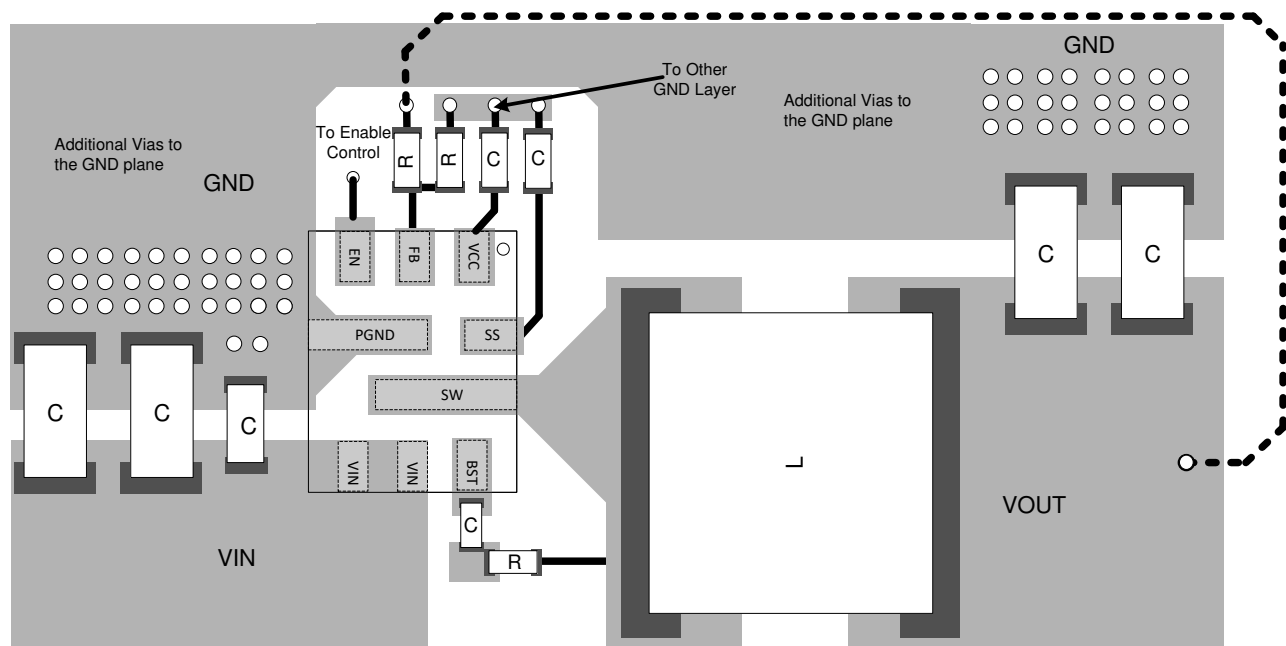 GND
To Other
GND Layer
Additional Vias to
the GND plane
To Enable
Control
Additional Vias to
the GND plane
GND
R
R
C
C
C
C
EN
FB
VCC
PGND
SS
SW
C
C
C
VIN
VIN
BST
L
C
R
VOUT
VIN